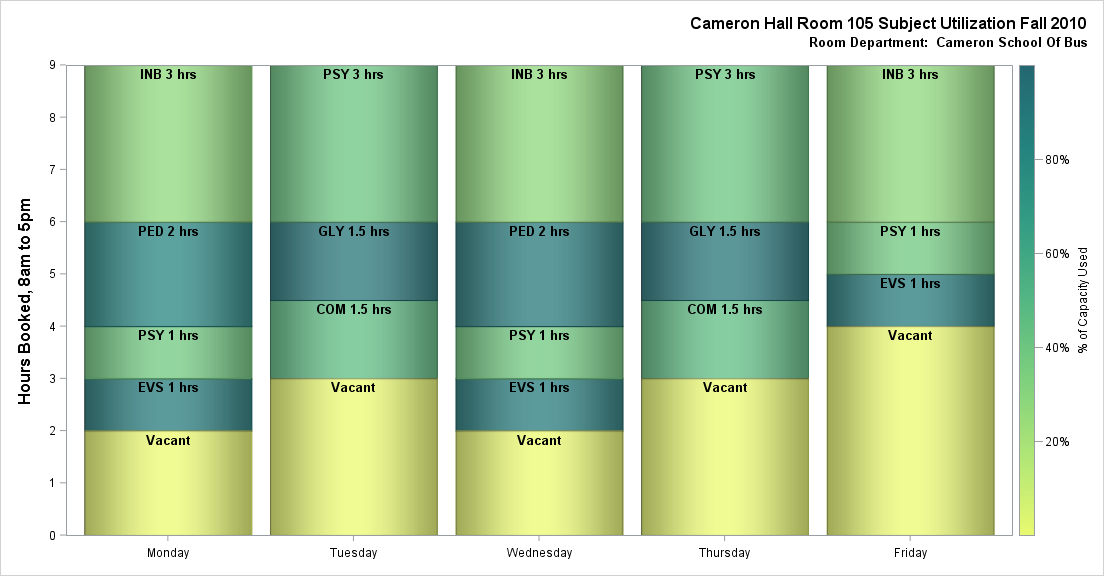 Cameron Hall Room 105 Subject Utilization Fall 2010
Room Department: Cameron School Of Bus
Hours Booked, 8am to 5pm
9
8
7
6
5
4
3
2
1
0
INB 3 hrs
PED 2 hrs
PSY 1 hrs
EVS 1 hrs
Vacant
PSY 3 hrs
GLY 1.5 hrs
COM 1.5 hrs
Vacant
INB 3 hrs
PED 2 hrs
PSY 1 hrs
EVS 1 hrs
Vacant
PSY 3 hrs
GLY 1.5 hrs
COM 1.5 hrs
Vacant
INB 3 hrs
PSY 1 hrs
EVS 1 hrs
Vacant
Monday
Tuesday
Wednesday
Thursday
Friday
80%
60%
40%
20%
% of Capacity Used